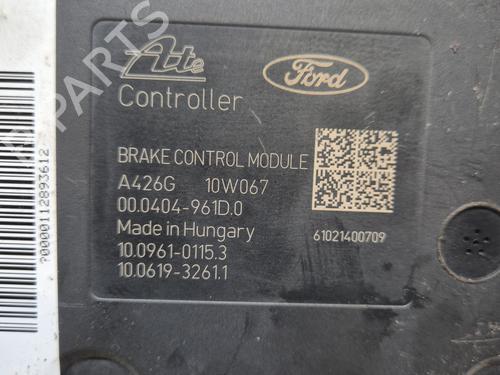 Ate
Ford
Controller
BRAKE CONTROL MODULE
A426G 10W067
00.0404-961D.0
Made in Hungary
61021400709
10.0961-0115.3
10.0619-3261.1
P0000112893612
PARTS